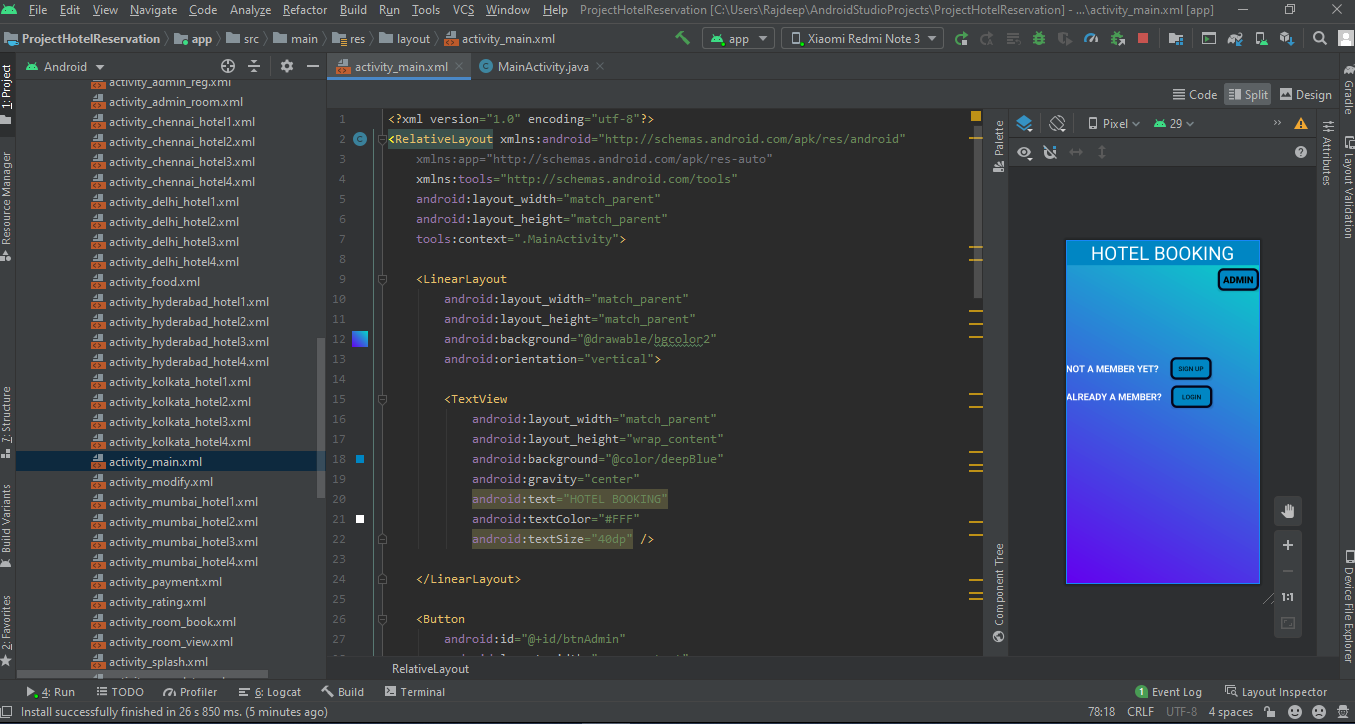 File Edit View Navigate Code Analyze Refactor Build Run Tools VCS Window Help ProjectHotelReservation [C:\Users\Rajdeep\AndroidStudioProjects\ProjectHotelReservation] - ...\activity_main.xml [app]
ProjectHotelReservation app src main res layout activity_main.xml app Xiaomi Redmi Note 3
Android activity_main.xml MainActivity.java
Code Split Design
1: Project
Resource Manager
7: Structure
Build Variants
2: Favorites
activity_admin_reg.xml
activity_admin_room.xml
activity_chennai_hotel1.xml
activity_chennai_hotel2.xml
activity_chennai_hotel3.xml
activity_chennai_hotel4.xml
activity_delhi_hotel1.xml
activity_delhi_hotel2.xml
activity_delhi_hotel3.xml
activity_delhi_hotel4.xml
activity_food.xml
activity_hyderabad_hotel1.xml
activity_hyderabad_hotel2.xml
activity_hyderabad_hotel3.xml
activity_hyderabad_hotel4.xml
activity_kolkata_hotel1.xml
activity_kolkata_hotel2.xml
activity_kolkata_hotel3.xml
activity_kolkata_hotel4.xml
activity_main.xml
activity_modify.xml
activity_mumbai_hotel1.xml
activity_mumbai_hotel2.xml
activity_mumbai_hotel3.xml
activity_mumbai_hotel4.xml
activity_payment.xml
activity_rating.xml
activity_room_book.xml
activity_room_view.xml
activity_splash.xml
1 <?xml version="1.0" encoding="utf-8"?>
2 C <RelativeLayout xmlns:android="http://schemas.android.com/apk/res/android"
3 xmlns:app="http://schemas.android.com/apk/res-auto"
4 xmlns:tools="http://schemas.android.com/tools"
5 android:layout_width="match_parent"
6 android:layout_height="match_parent"
7 tools:context=".MainActivity">
8
9 <LinearLayout
10 android:layout_width="match_parent"
11 android:layout_height="match_parent"
12 android:background="@drawable/bgcolor2"
13 android:orientation="vertical">
14
15 <TextView
16 android:layout_width="match_parent"
17 android:layout_height="wrap_content"
18 android:background="@color/deepBlue"
19 android:gravity="center"
20 android:text="HOTEL BOOKING"
21 android:textColor="#FFF"
22 android:textSize="40dp" />
23
24 </LinearLayout>
25
26 <Button
27 android:id="@+id/btnAdmin"
RelativeLayout
Palette
Component Tree
Pixel 29
HOTEL BOOKING
ADMIN
NOT A MEMBER YET? SIGN UP
ALREADY A MEMBER? LOGIN
1:1
Attributes
Gradle
Layout Validation
Device File Explorer
4: Run TODO Profiler 6: Logcat Build Terminal 1 Event Log Layout Inspector
Install successfully finished in 26 s 850 ms. (5 minutes ago) 78:18 CRLF UTF-8 4 spaces